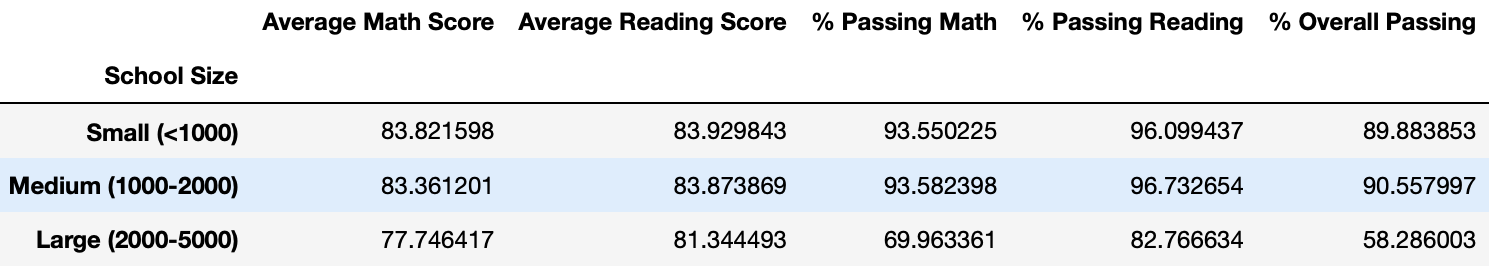 Average Math Score Average Reading Score % Passing Math % Passing Reading % Overall Passing
School Size
Small (<1000) 83.821598 83.929843 93.550225 96.099437 89.883853
Medium (1000-2000) 83.361201 83.873869 93.582398 96.732654 90.557997
Large (2000-5000) 77.746417 81.344493 69.963361 82.766634 58.286003